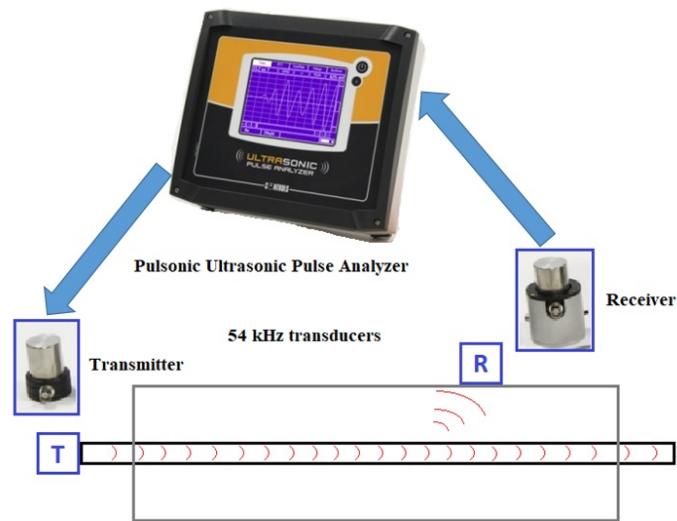 ULTRASONIC
PULSE ANALYZER
Pulsonic Ultrasonic Pulse Analyzer
Receiver
54 kHz transducers
Transmitter
R
T